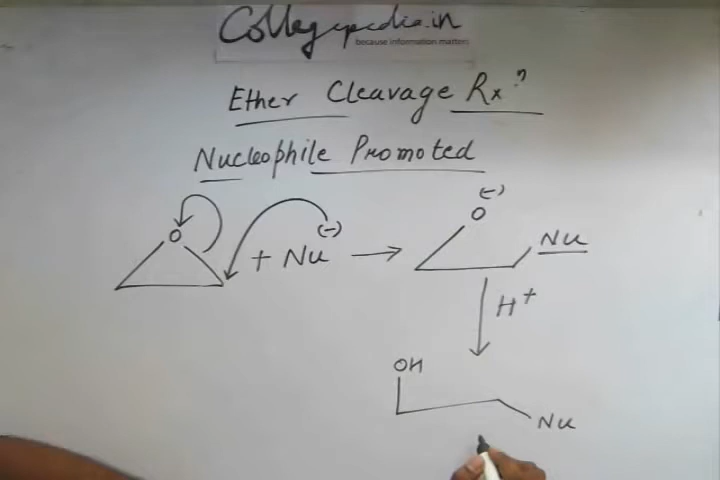 Collegepedia.in
because information matters
Ether Cleavage Rx?
Nucleophile Promoted
O + Nu (-) → O (-) Nu
H+
OH
Nu